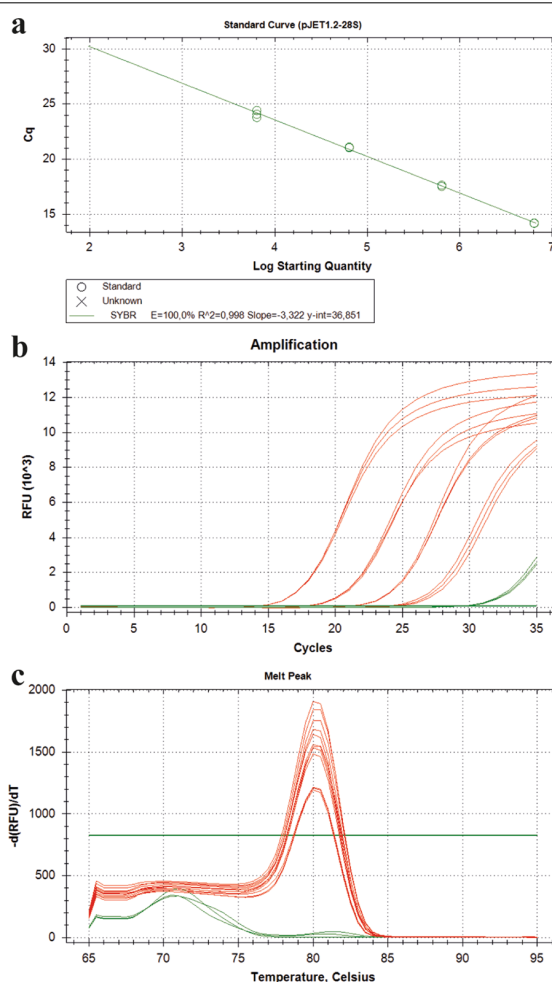 a
Standard Curve (pJET1.2-28S)
30
25
20
15
Cq
2 3 4 5 6 7
Log Starting Quantity
Standard
Unknown
SYBR E=100,0% R^2=0,998 Slope=-3,322 y-int=36,851
b
Amplification
14
12
10
8
6
4
2
0
RFU (10^3)
0 5 10 15 20 25 30 35
Cycles
c
Melt Peak
2000
1500
1000
500
0
-d(RFU)/dT
65 70 75 80 85 90 95
Temperature, Celsius